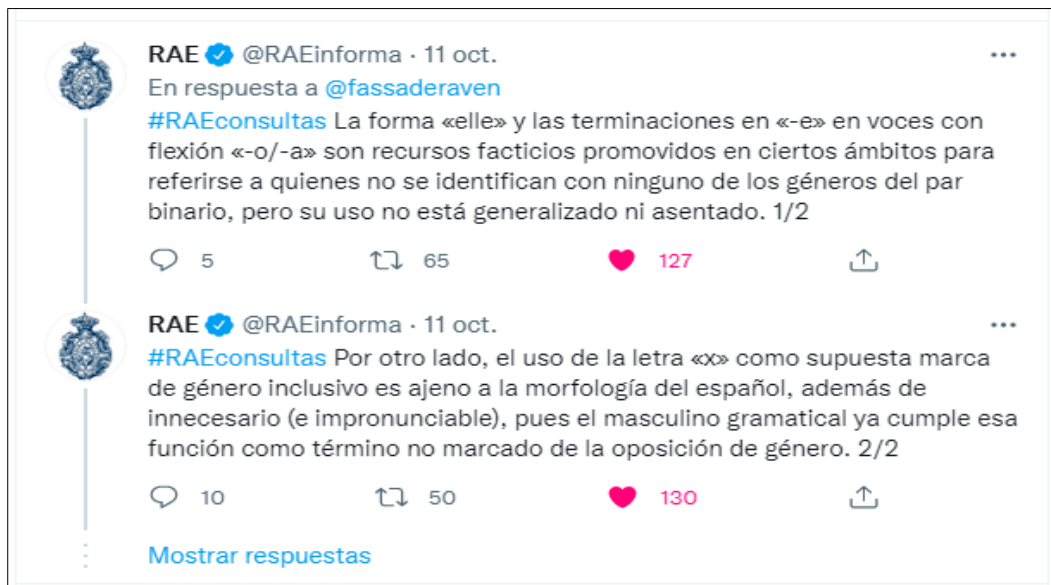 RAE @RAEinforma · 11 oct.
En respuesta a @fassaderaven
#RAEconsultas La forma «elle» y las terminaciones en «-e» en voces con
flexión «-o/-a» son recursos facticios promovidos en ciertos ámbitos para
referirse a quienes no se identifican con ninguno de los géneros del par
binario, pero su uso no está generalizado ni asentado. 1/2
5 65 127
RAE @RAEinforma · 11 oct.
#RAEconsultas Por otro lado, el uso de la letra «x» como supuesta marca
de género inclusivo es ajeno a la morfología del español, además de
innecesario (e impronunciable), pues el masculino gramatical ya cumple esa
función como término no marcado de la oposición de género. 2/2
10 50 130
Mostrar respuestas